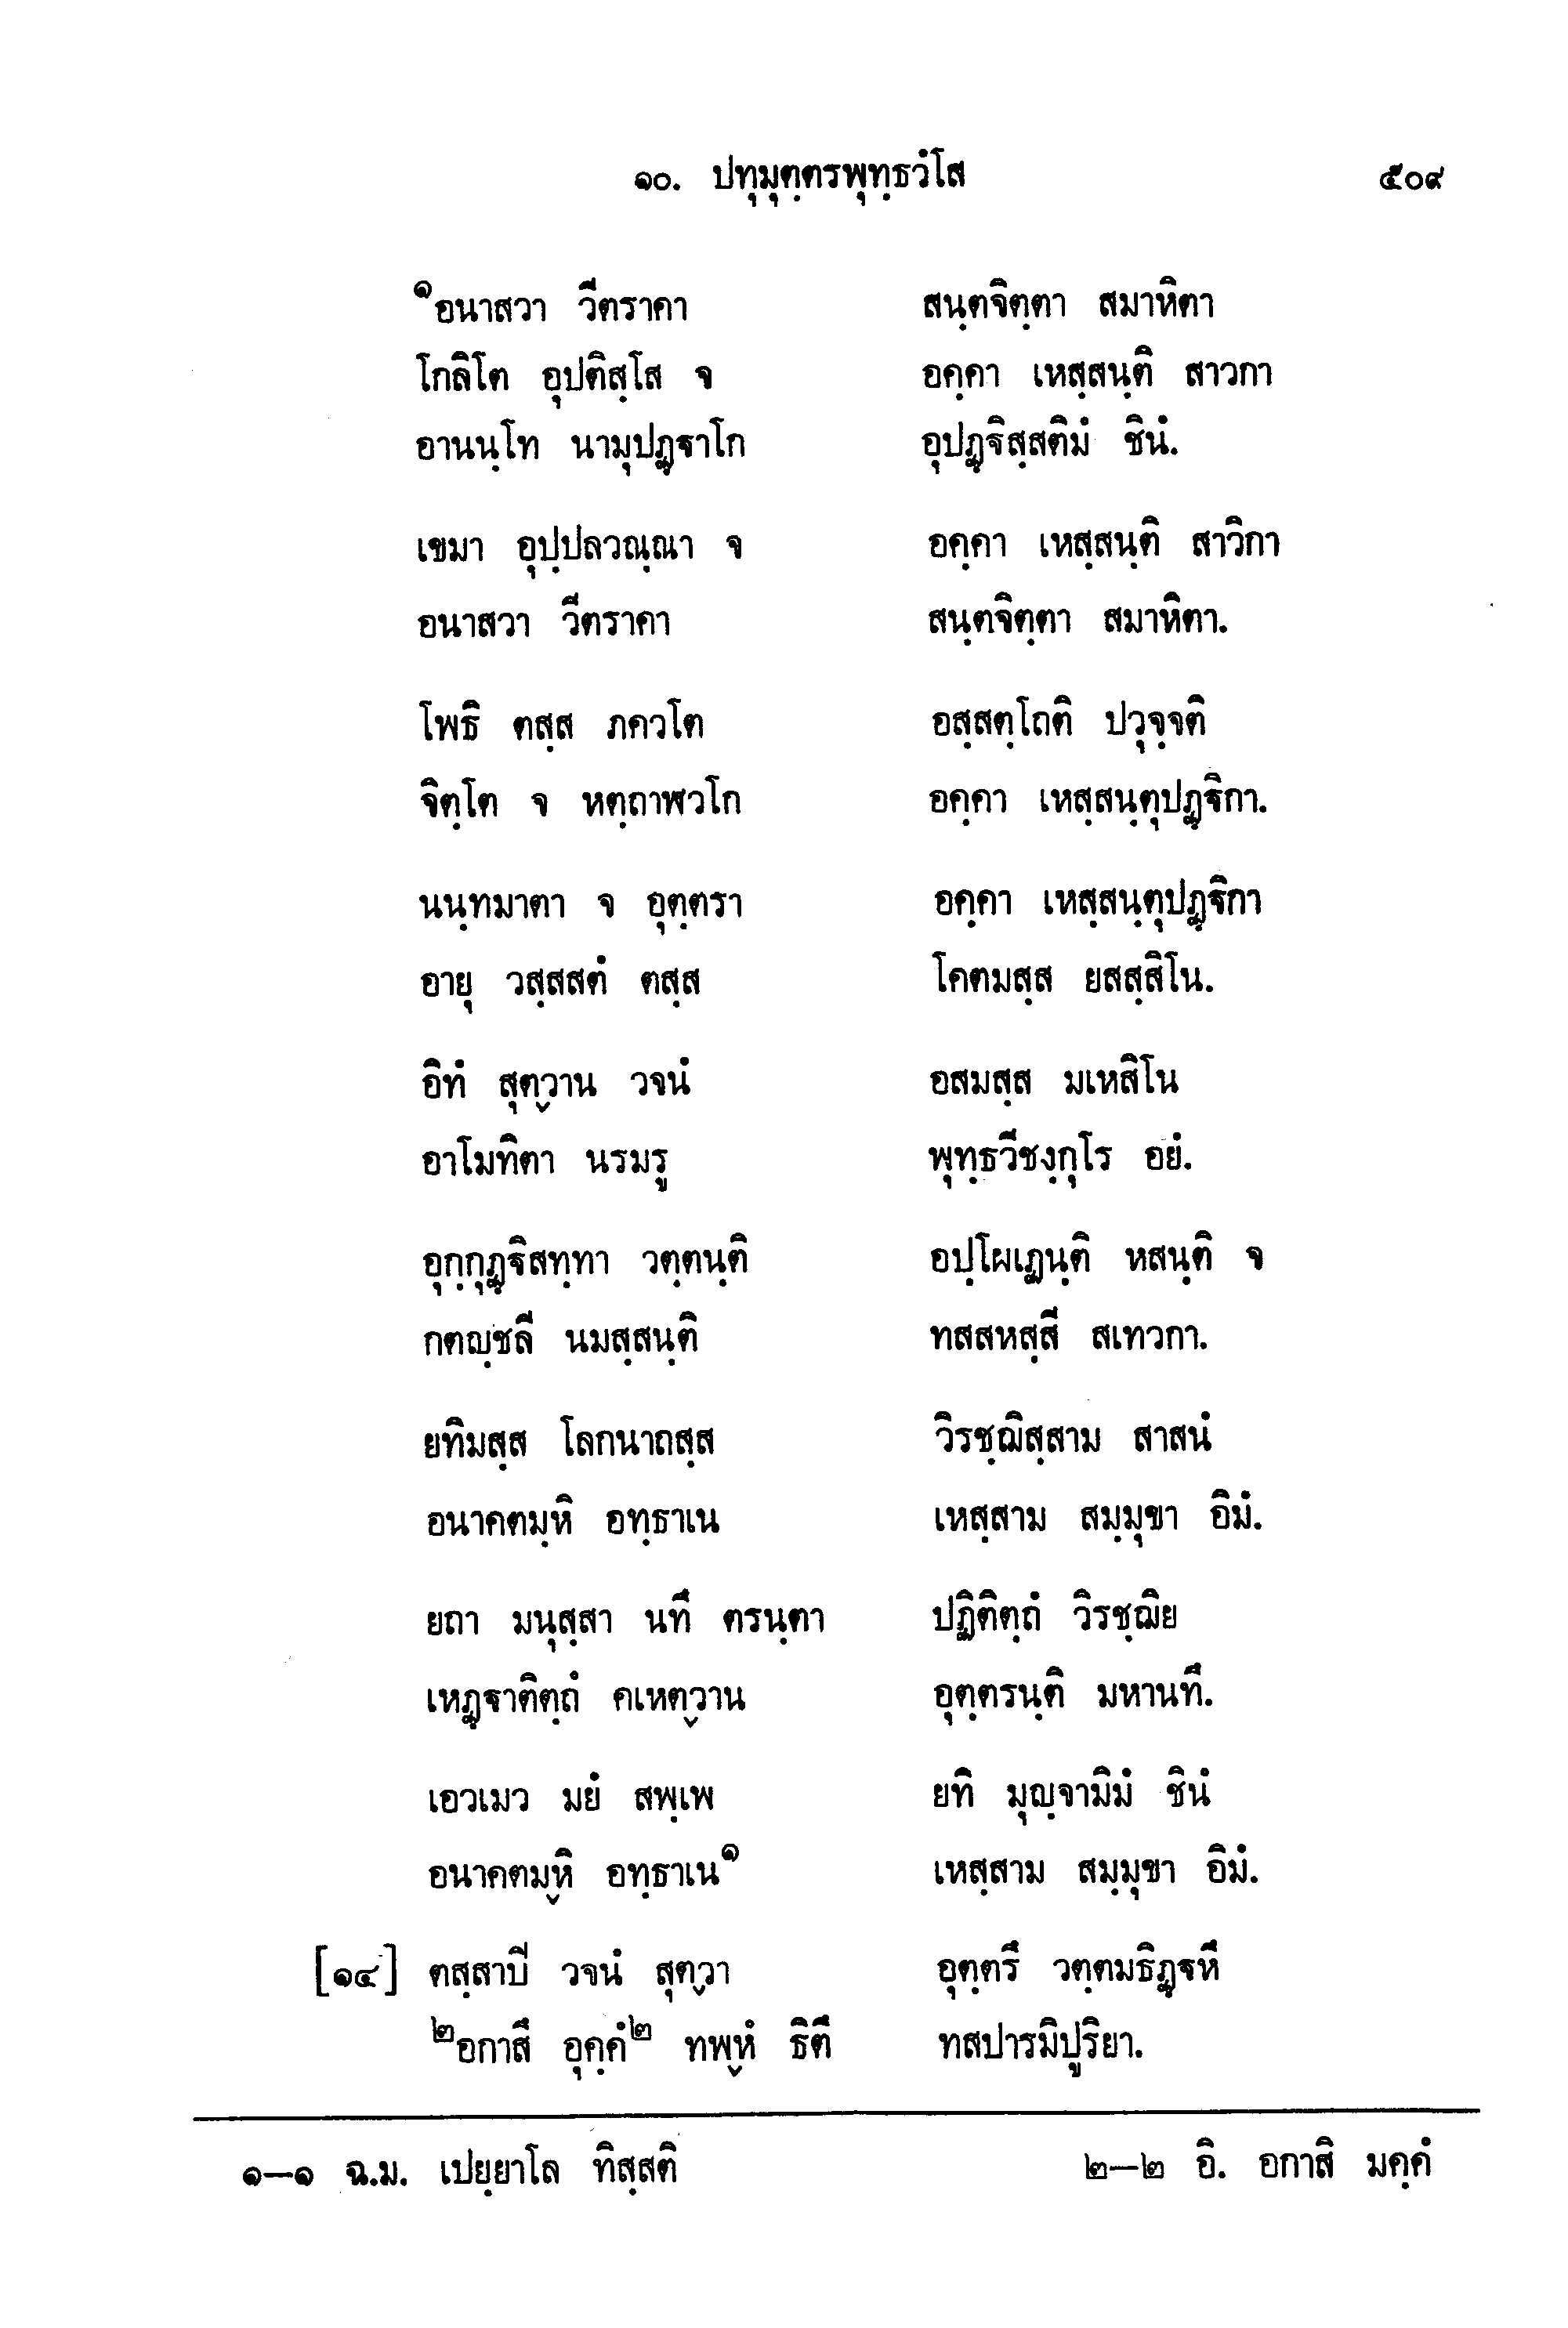 ๑๐. ปทุมุตฺตรพุทฺธวํโส ๕๐๙
๑อนาสวา วีตราคา สนฺตจิตฺตา สมาหิตา
โกลิโต อุปติสฺโส จ อคฺคา เหสฺสนฺติ สาวกา
อานนฺโท นามุปฏฺฐาโก อุปฏฺฐิสฺสติมํ ชินํ.
เขมา อุปฺปลวณฺณา จ อคฺคา เหสฺสนฺติ สาวิกา
อนาสวา วีตราคา สนฺตจิตฺตา สมาหิตา.
โพธิ ตสฺส ภควโต อสฺสตฺโถติ ปวุจฺจติ
จิตฺโต จ หตฺถาฬวโก อคฺคา เหสฺสนฺตุปฏฺฐิกา.
นนฺทมาตา จ อุตฺตรา อคฺคา เหสฺสนฺตุปฏฺฐิกา
อายุ วสฺสสตํ ตสฺส โคตมสฺส ยสสฺสิโน.
อิทํ สุตฺวาน วจนํ อสมสฺส มเหสิโน
อาโมทิตา นรมรู พุทฺธวีชงฺกุโร อยํ.
อุกฺกุฏฺฐิสทฺทา วตฺตนฺติ อปฺโผเฏนฺติ หสนฺติ จ
กตญฺชลี นมสฺสนฺติ ทสสหสฺสี สเทวกา.
ยทิมสฺส โลกนาถสฺส วิรชฺฌิสฺสาม สาสนํ
อนาคตมฺหิ อทฺธาเน เหสฺสาม สมฺมุขา อิมํ.
ยถา มนุสฺสา นทึ ตรนฺตา ปฏิติตฺถํ วิรชฺฌิย
เหฏฺฐาติตฺถํ คเหตฺวาน อุตฺตรนฺติ มหานทึ.
เอวเมว มยํ สพฺเพ ยทิ มุญฺจามิมํ ชินํ
อนาคตมฺหิ อทฺธาเน๑ เหสฺสาม สมฺมุขา อิมํ.
[๑๔] ตสฺสาปี วจนํ สุตฺวา อุตฺตรึ วตฺตมธิฏฺฐหึ
๒อกาสึ อุคฺคํ๒ ทฬฺหํ ธิตึ ทสปารมิปูริยา.
๑—๑ ฉ.ม. เปยฺยาโล ทิสฺสติ ๒—๒ อิ. อกาสิ มคฺคํ